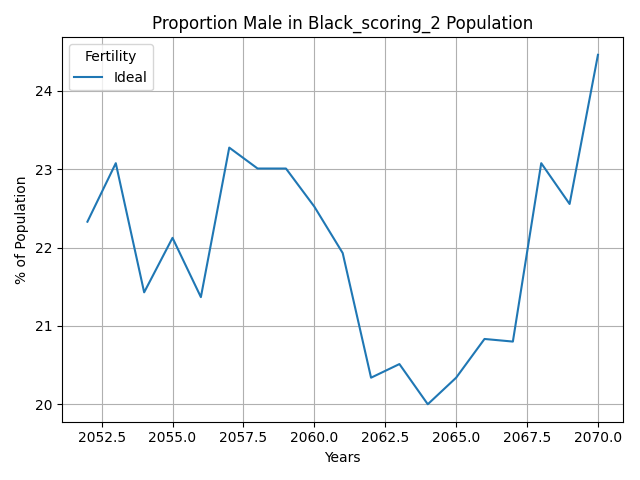 Proportion Male in Black_scoring_2 Population
Fertility
Ideal
24
23
22
21
20
% of Population
2052.5 2055.0 2057.5 2060.0 2062.5 2065.0 2067.5 2070.0
Years